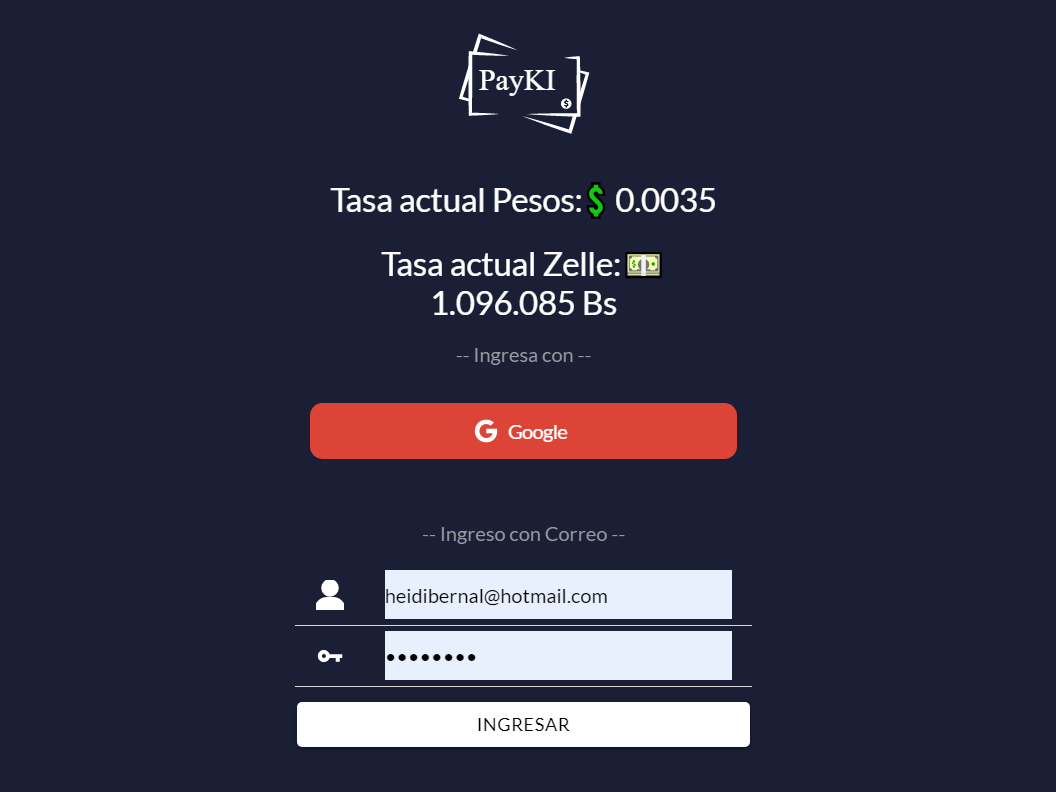 PayKI
Tasa actual Pesos:💲 0.0035
Tasa actual Zelle:💵
1.096.085 Bs
-- Ingresa con --
Google
-- Ingreso con Correo --
heidibernal@hotmail.com
••••••••
INGRESAR